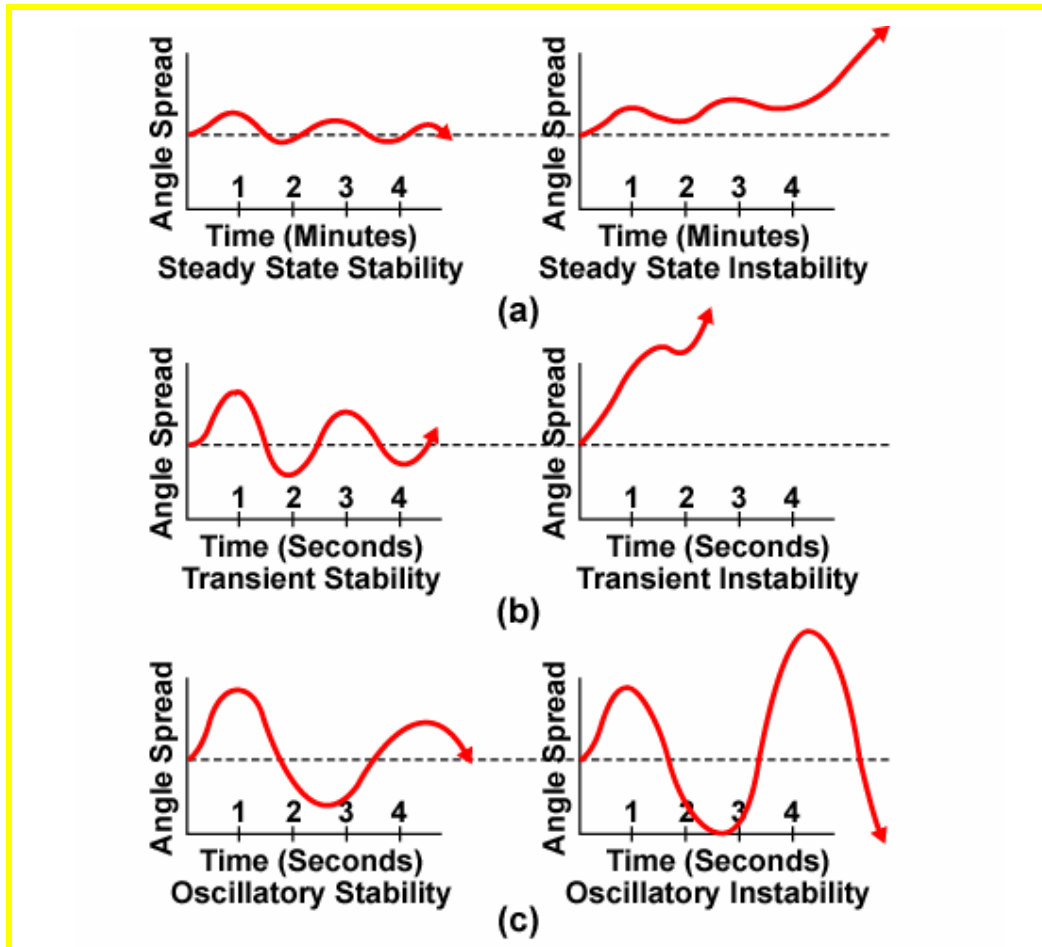 Angle Spread Angle Spread
1 2 3 4 1 2 3 4
Time (Minutes) Time (Minutes)
Steady State Stability Steady State Instability
(a)
Angle Spread Angle Spread
1 2 3 4 1 2 3 4
Time (Seconds) Time (Seconds)
Transient Stability Transient Instability
(b)
Angle Spread Angle Spread
1 2 3 4 1 2 3 4
Time (Seconds) Time (Seconds)
Oscillatory Stability Oscillatory Instability
(c)